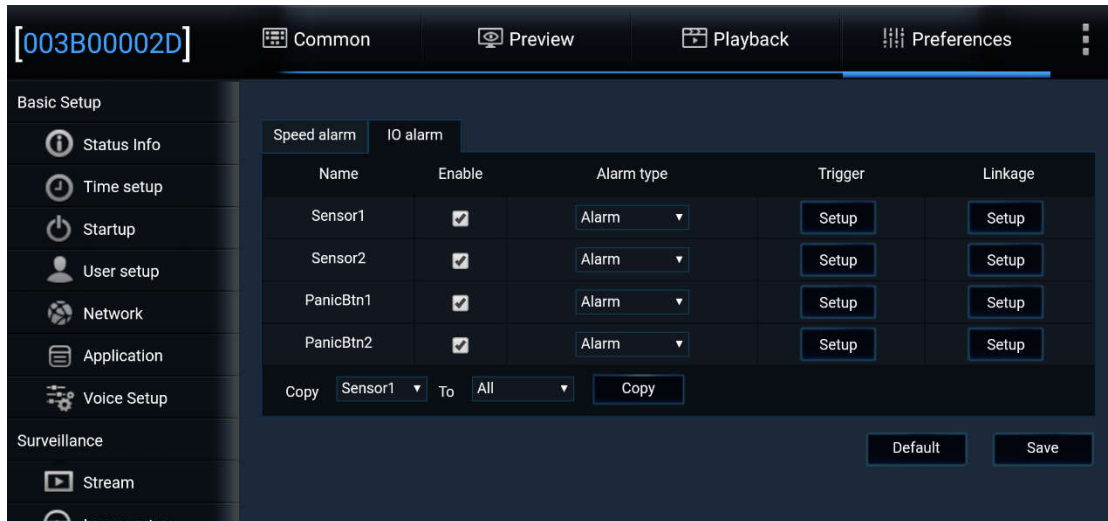 [003B00002D]
Common
Preview
Playback
Preferences
Basic Setup
Status Info
Time setup
Startup
User setup
Network
Application
Voice Setup
Surveillance
Stream
Speed alarm IO alarm
Name Enable Alarm type Trigger Linkage
Sensor1 Alarm Setup Setup
Sensor2 Alarm Setup Setup
PanicBtn1 Alarm Setup Setup
PanicBtn2 Alarm Setup Setup
Copy Sensor1 To All Copy
Default Save